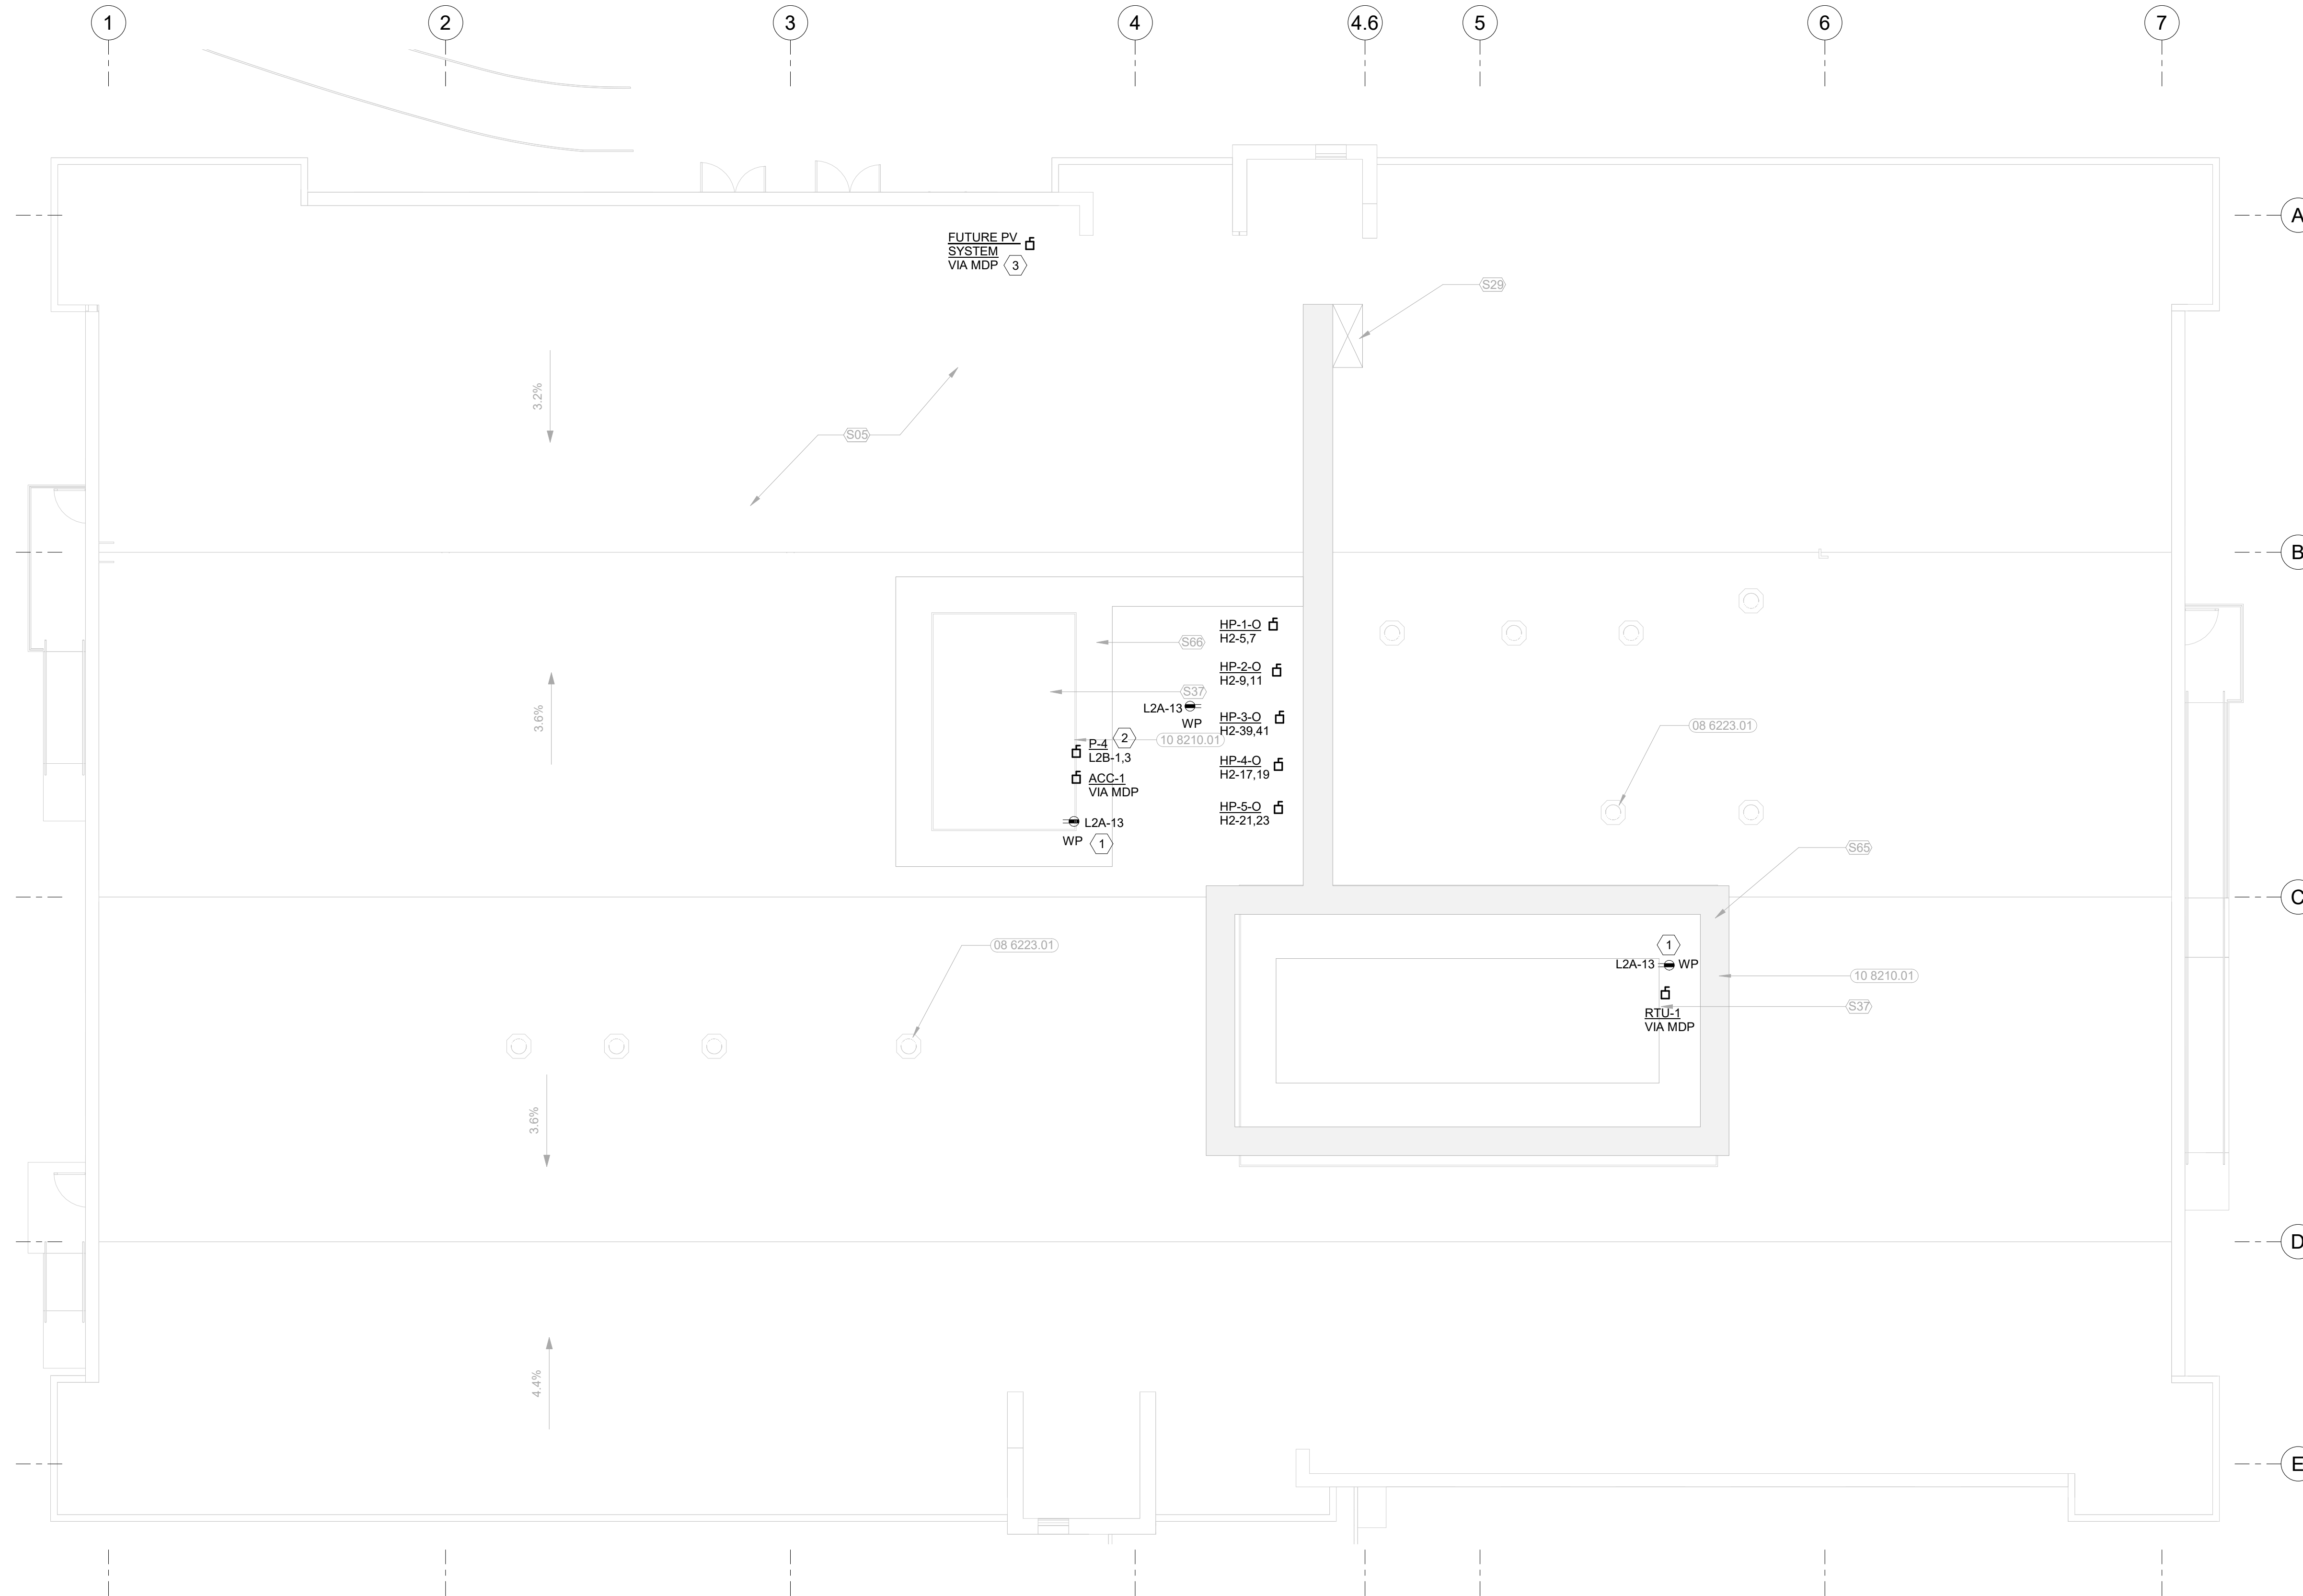 1
2
3
4
4.6
5
6
7
A
FUTURE PV
SYSTEM
VIA MDP
3
S29
3.2%
S05
B
HP-1-O
H2-5,7
S66
HP-2-O
H2-9,11
S37
L2A-13
WP
HP-3-O
H2-39,41
3.6%
2
10 8210.01
P-4
L2B-1,3
08 6223.01
HP-4-O
H2-17,19
ACC-1
VIA MDP
HP-5-O
H2-21,23
L2A-13
WP
1
S65
C
08 6223.01
1
L2A-13
WP
10 8210.01
S37
RTU-1
VIA MDP
3.6%
D
4.4%
E